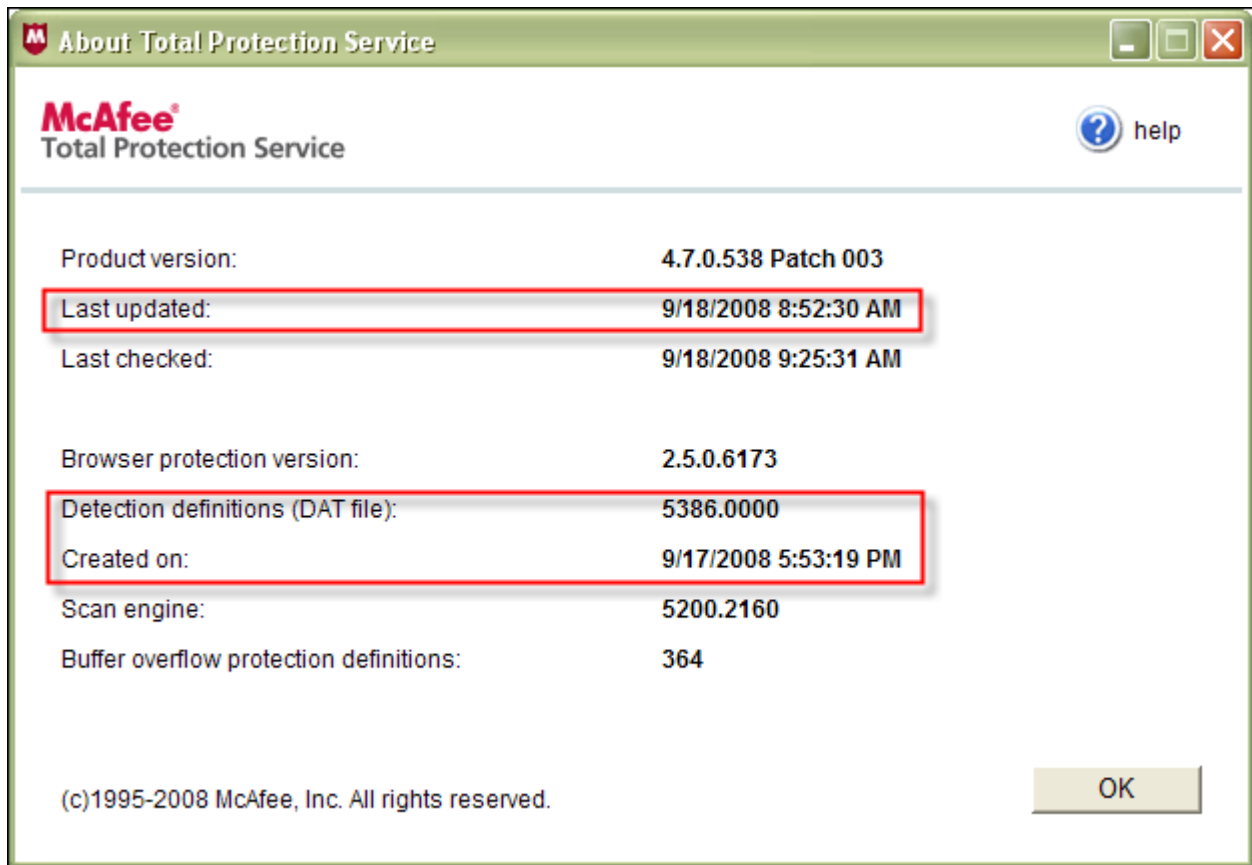 About Total Protection Service
McAfee®
Total Protection Service
help
Product version: 4.7.0.538 Patch 003
Last updated: 9/18/2008 8:52:30 AM
Last checked: 9/18/2008 9:25:31 AM
Browser protection version: 2.5.0.6173
Detection definitions (DAT file): 5386.0000
Created on: 9/17/2008 5:53:19 PM
Scan engine: 5200.2160
Buffer overflow protection definitions: 364
(c)1995-2008 McAfee, Inc. All rights reserved.
OK